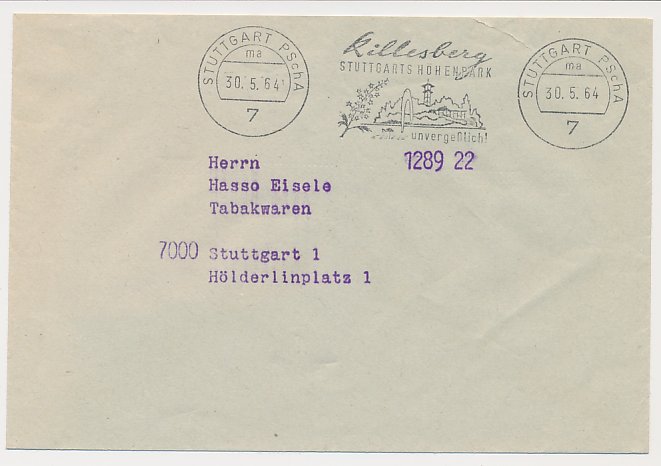 STUTTGART PSchA
ma
30.5.64
7
Killesberg
STUTTGARTS HÖHENPARK
unvergeßlich!
STUTTGART PSchA
ma
30.5.64
7
1289 22
Herrn
Hasso Eisele
Tabakwaren
7000 Stuttgart 1
Hölderlinplatz 1